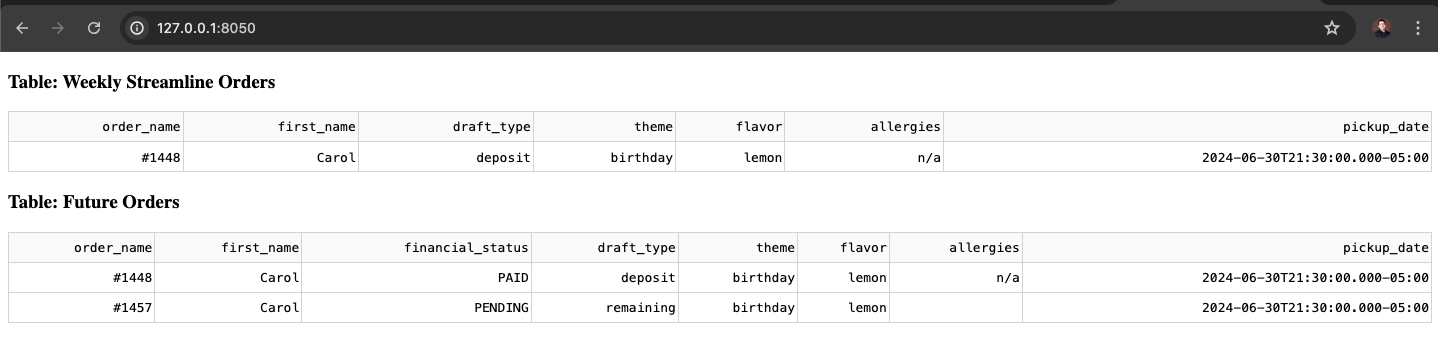 127.0.0.1:8050
Table: Weekly Streamline Orders
order_name first_name draft_type theme flavor allergies pickup_date
#1448 Carol deposit birthday lemon n/a 2024-06-30T21:30:00.000-05:00
Table: Future Orders
order_name first_name financial_status draft_type theme flavor allergies pickup_date
#1448 Carol PAID deposit birthday lemon n/a 2024-06-30T21:30:00.000-05:00
#1457 Carol PENDING remaining birthday lemon 2024-06-30T21:30:00.000-05:00